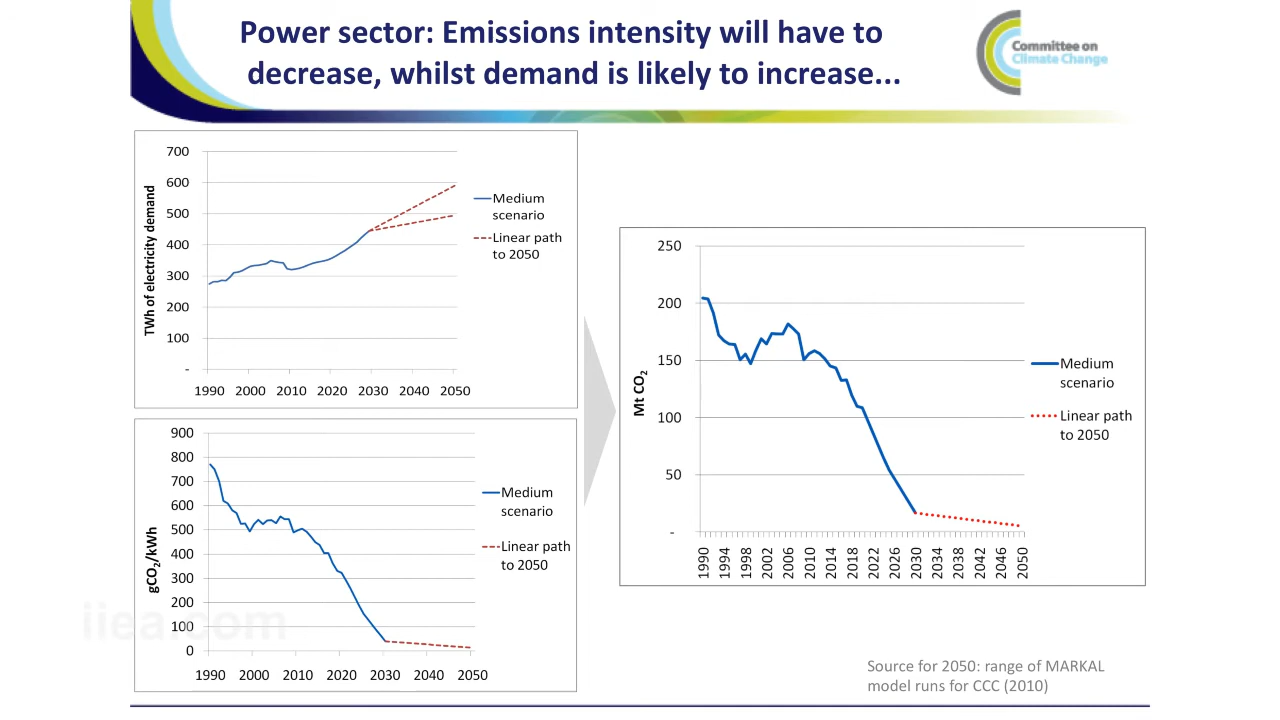 Power sector: Emissions intensity will have to
decrease, whilst demand is likely to increase...
Committee on
Climate Change
TWh of electricity demand
700
600
500
400
300
200
100
-
1990 2000 2010 2020 2030 2040 2050
Medium
scenario
Linear path
to 2050
gCO₂/kWh
900
800
700
600
500
400
300
200
100
0
1990 2000 2010 2020 2030 2040 2050
Medium
scenario
Linear path
to 2050
Mt CO₂
250
200
150
100
50
-
1990 1994 1998 2002 2006 2010 2014 2018 2022 2026 2030 2034 2038 2042 2046 2050
Medium
scenario
Linear path
to 2050
iiea.com
Source for 2050: range of MARKAL
model runs for CCC (2010)